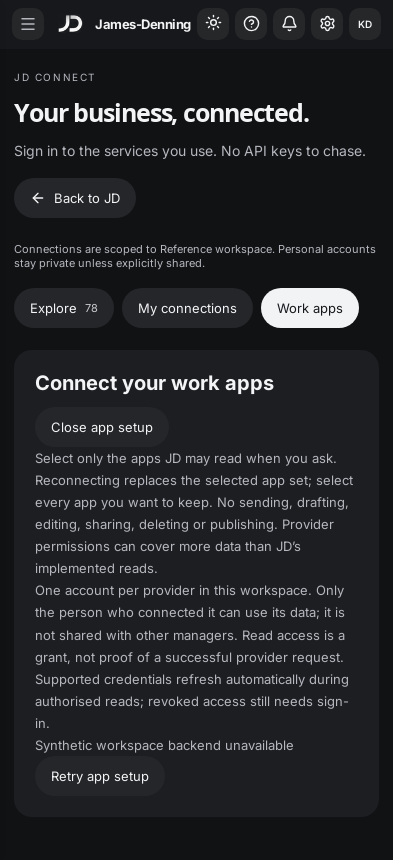 James-Denning
KD
JD CONNECT
Your business, connected.
Sign in to the services you use. No API keys to chase.
Back to JD
Connections are scoped to Reference workspace. Personal accounts
stay private unless explicitly shared.
Explore 78
My connections
Work apps
Connect your work apps
Close app setup
Select only the apps JD may read when you ask.
Reconnecting replaces the selected app set; select
every app you want to keep. No sending, drafting,
editing, sharing, deleting or publishing. Provider
permissions can cover more data than JD’s
implemented reads.
One account per provider in this workspace. Only
the person who connected it can use its data; it is
not shared with other managers. Read access is a
grant, not proof of a successful provider request.
Supported credentials refresh automatically during
authorised reads; revoked access still needs sign-
in.
Synthetic workspace backend unavailable
Retry app setup